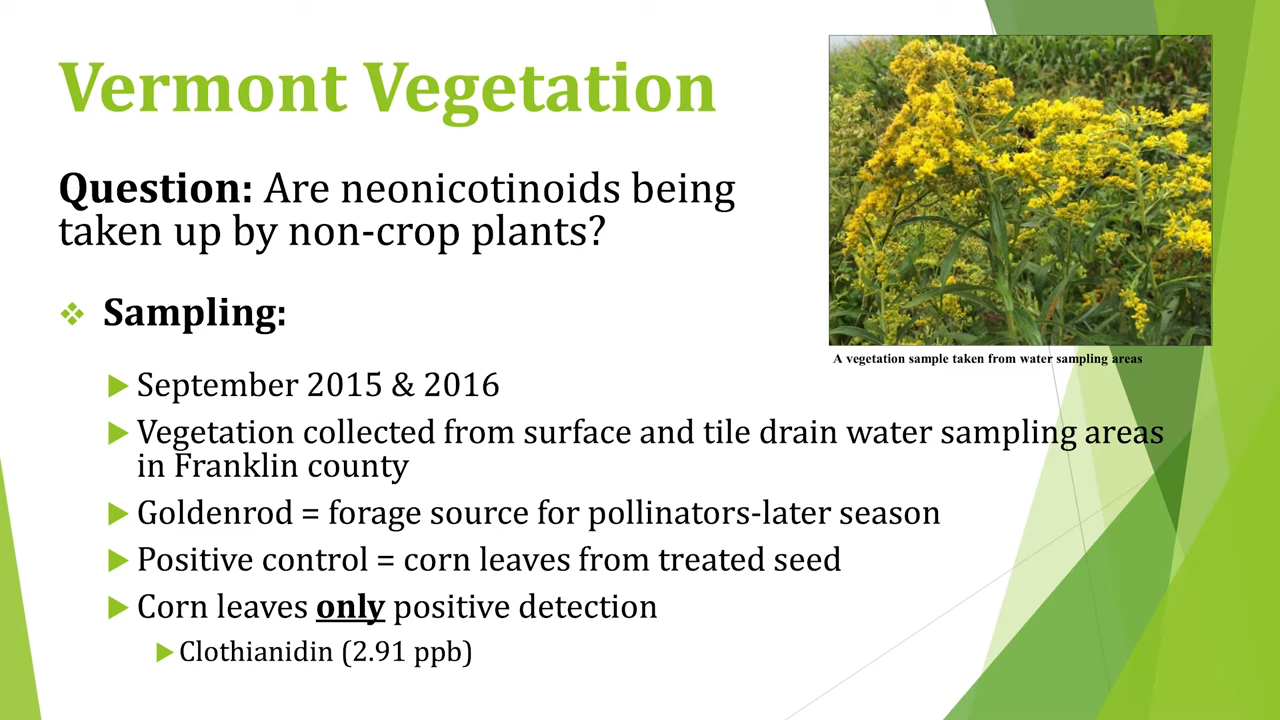 Vermont Vegetation
Question: Are neonicotinoids being
taken up by non-crop plants?
Sampling:
September 2015 & 2016
Vegetation collected from surface and tile drain water sampling areas
in Franklin county
Goldenrod = forage source for pollinators-later season
Positive control = corn leaves from treated seed
Corn leaves only positive detection
Clothianidin (2.91 ppb)
A vegetation sample taken from water sampling areas